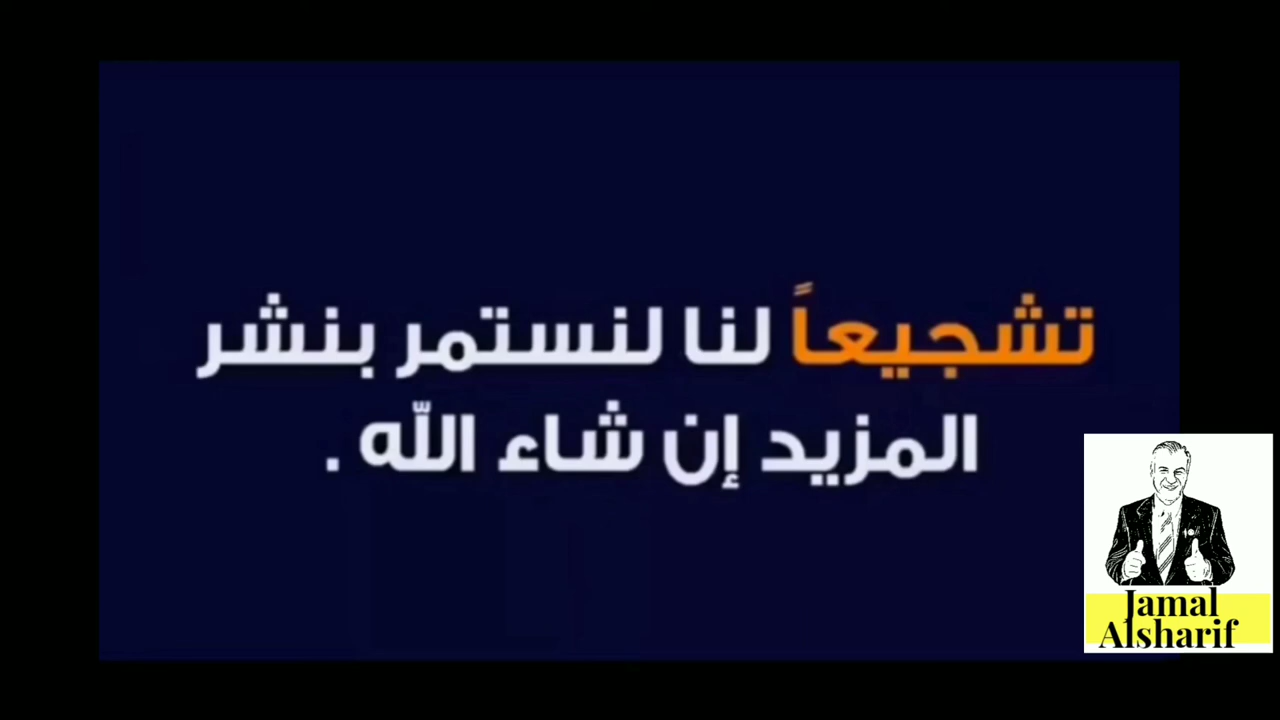 تشجيعاً لنا لنستمر بنشر
المزيد إن شاء الله .
Jamal
Alsharif